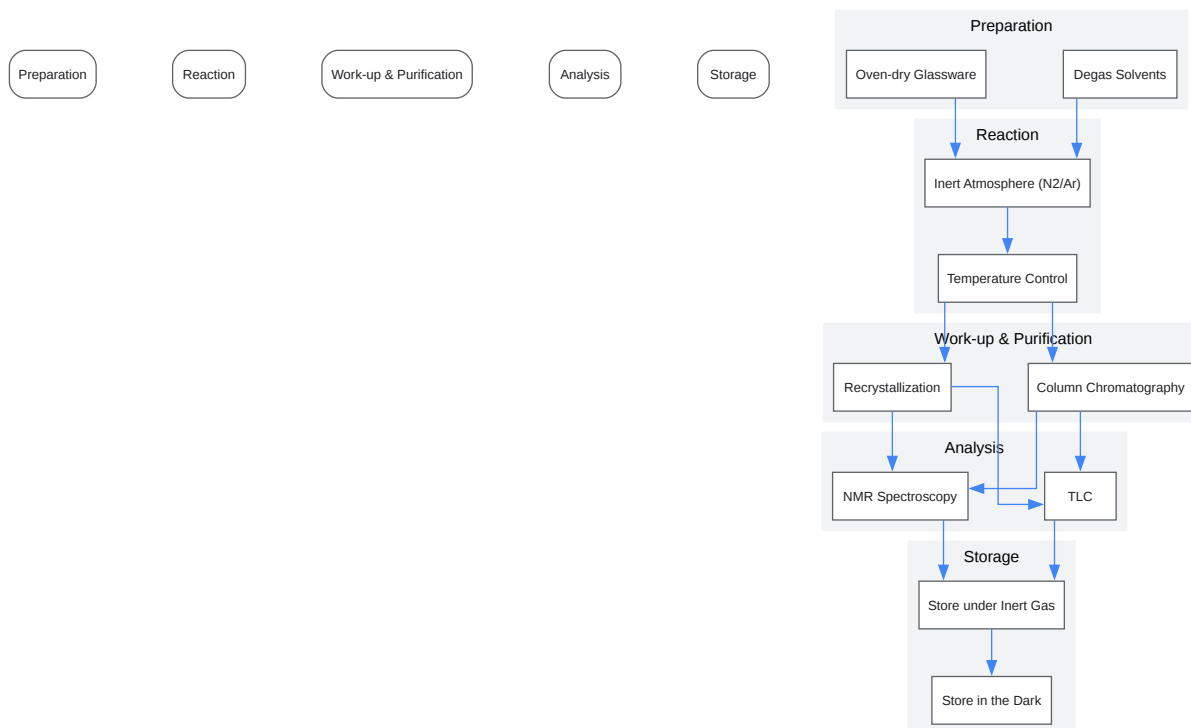 Preparation
Preparation
Reaction
Work-up & Purification
Analysis
Storage
Oven-dry Glassware
Degas Solvents
Reaction
Inert Atmosphere (N2/Ar)
Temperature Control
Work-up & Purification
Recrystallization
Column Chromatography
Analysis
NMR Spectroscopy
TLC
Storage
Store under Inert Gas
Store in the Dark